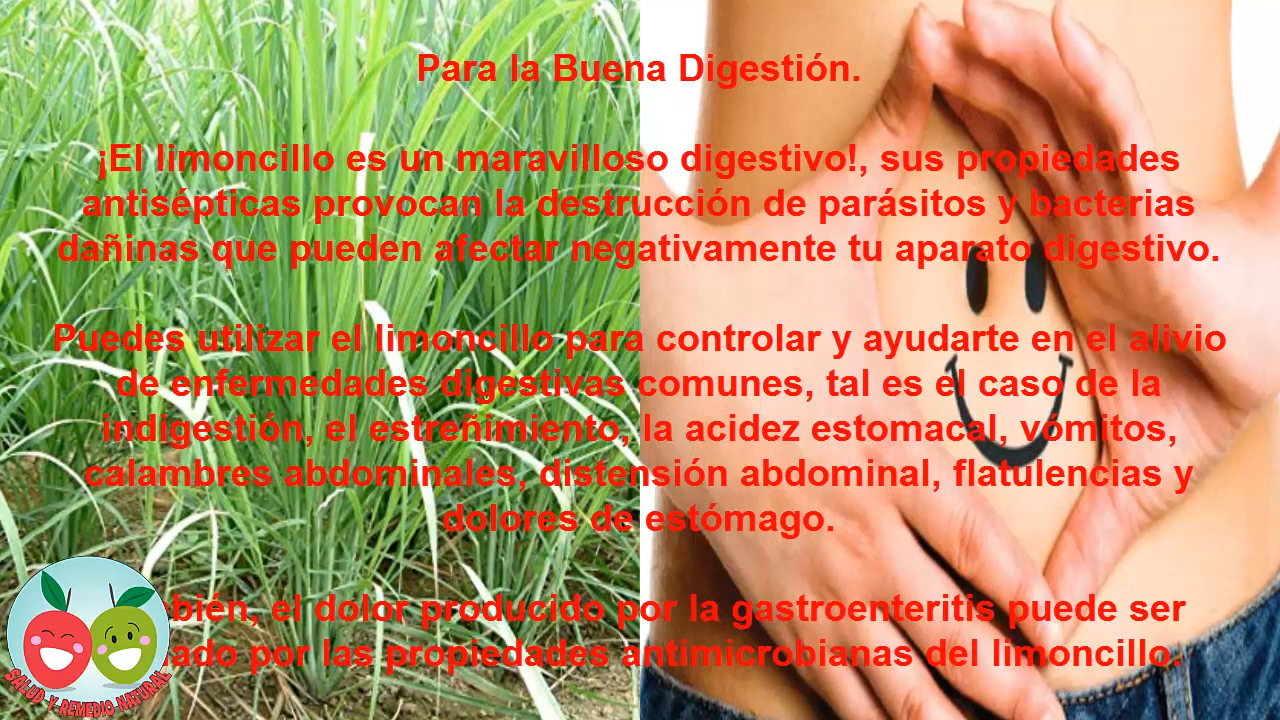 Para la Buena Digestión.
¡El limoncillo es un maravilloso digestivo!, sus propiedades
antisépticas provocan la destrucción de parásitos y bacterias
dañinas que pueden afectar negativamente tu aparato digestivo.
Puedes utilizar el limoncillo para controlar y ayudarte en el alivio
de enfermedades digestivas comunes, tal es el caso de la
indigestión, el estreñimiento, la acidez estomacal, vómitos,
calambres abdominales, distensión abdominal, flatulencias y
dolores de estómago.
el dolor producido por la gastroenteritis puede ser
por las propiedades antimicrobianas del limoncillo.
SALUD Y REMEDIO NATURAL